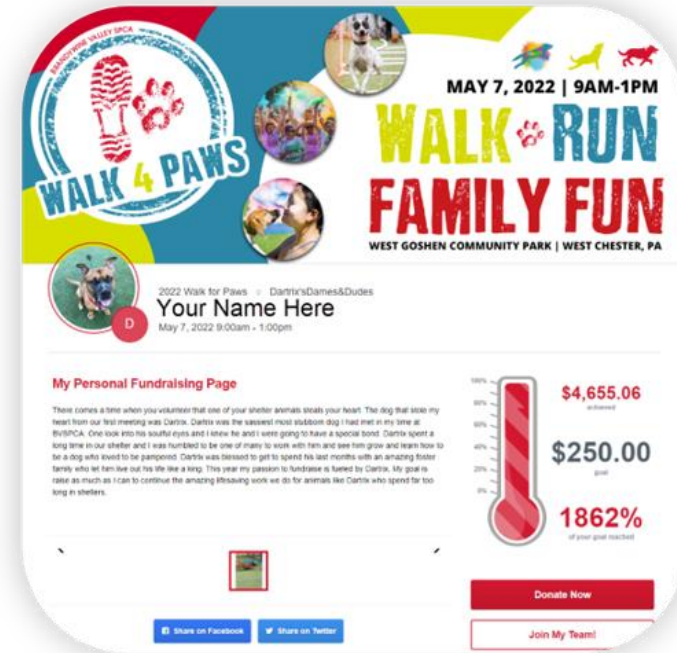 BRANDYWINE VALLEY SPCA
WALK 4 PAWS
MAY 7, 2022 | 9AM-1PM
WALK RUN
FAMILY FUN
WEST GOSHEN COMMUNITY PARK | WEST CHESTER, PA
D
2022 Walk for Paws Dartrix'sDames&Dudes
Your Name Here
May 7, 2022 9:00am - 1:00pm
My Personal Fundraising Page
There comes a time when you volunteer that one of your shelter animals steals your heart. The dog that stole my
heart from our first meeting was Dartrix. Dartrix was the sassiest most stubborn dog I had met in my time at
BVSPCA. One look into his soulful eyes and I knew he and I were going to have a special bond. Dartrix spent a
long time in our shelter and I was humbled to be one of many to work with him and see him grow and learn how to
be a dog who loved to be pampered. Dartrix was blessed to get to spend his last months with an amazing foster
family who let him live out his life like a king. This year my passion to fundraise is fueled by Dartrix. My goal is
raise as much as I can to continue the amazing lifesaving work we do for animals like Dartrix who spend far too
long in shelters.
100%
80%
60%
40%
20%
0%
$4,655.06
achieved
$250.00
goal
1862%
of your goal reached
Share on Facebook
Share on Twitter
Donate Now
Join My Team!